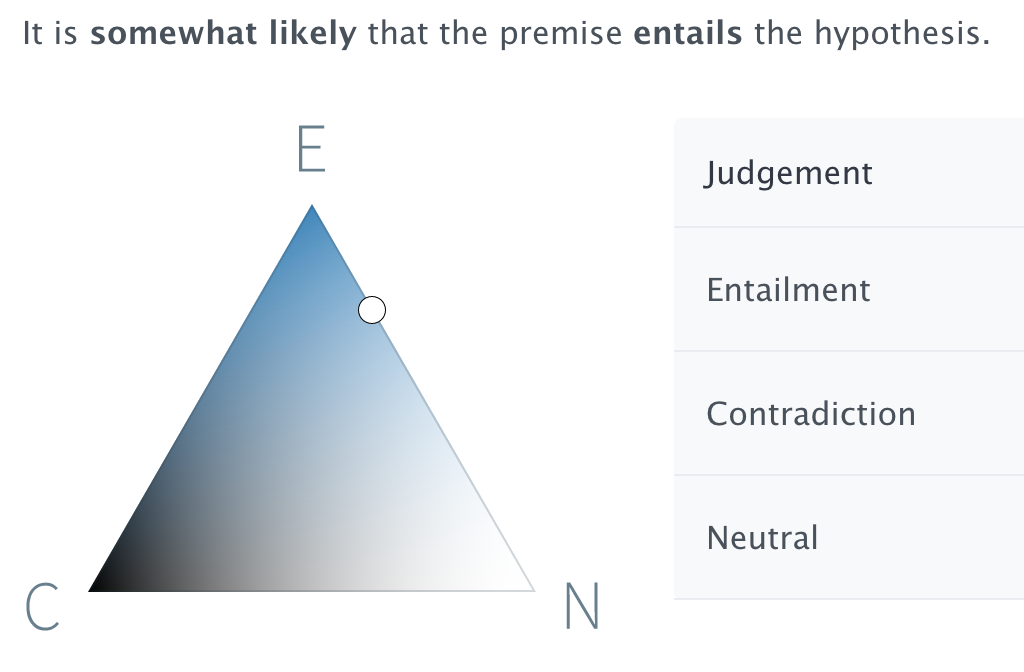 It is somewhat likely that the premise entails the hypothesis.
E
C
N
Judgement
Entailment
Contradiction
Neutral